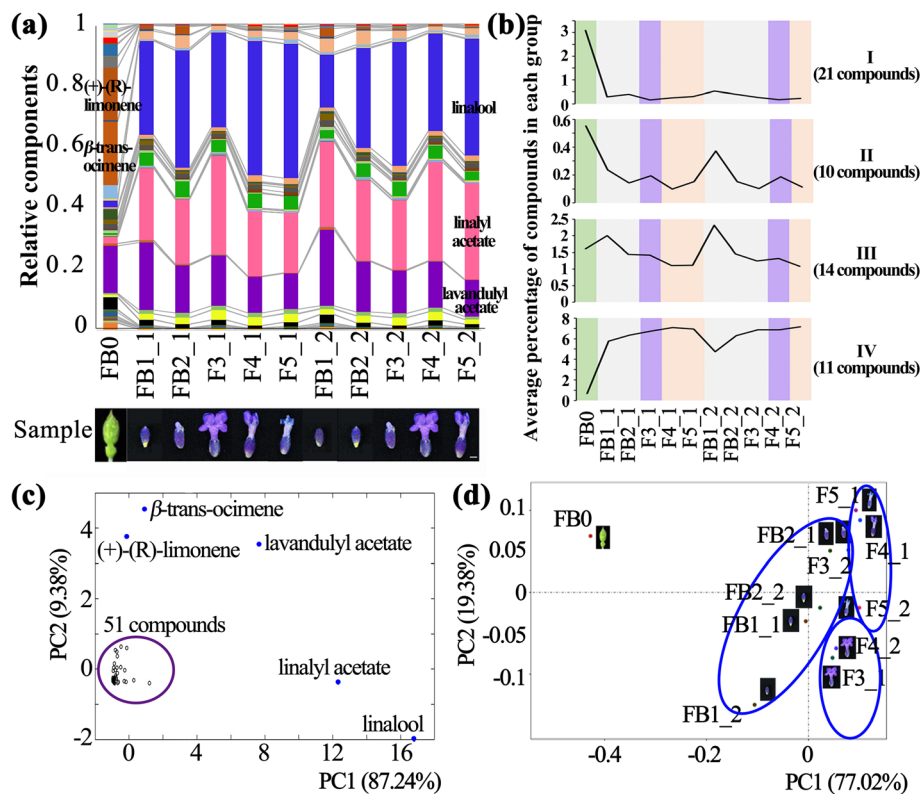 (a)
Relative components
1
0.8
0.6
0.4
0.2
0
(+)-(R)-
limonene
β-trans-
ocimene
linalool
linalyl
acetate
lavandulyl
acetate
FB0
FB1_1
FB2_1
F3_1
F4_1
F5_1
FB1_2
FB2_2
F3_2
F4_2
F5_2
Sample
(b)
Average percentage of compounds in each group
3
2
1
0
I
(21 compounds)
0.6
0.4
0.2
0
II
(10 compounds)
2.5
2
1.5
1
0.5
0
III
(14 compounds)
8
6
4
2
0
IV
(11 compounds)
FB0
FB1_1
FB2_1
F3_1
F4_1
F5_1
FB1_2
FB2_2
F3_2
F4_2
F5_2
(c)
PC2 (9.38%)
4
2
0
-2
β-trans-ocimene
(+)-(R)-limonene
lavandulyl acetate
51 compounds
linalyl acetate
linalool
0
4
8
12
16
PC1 (87.24%)
(d)
PC2 (19.38%)
0.1
0.05
0
-0.05
-0.1
FB0
F5_1
FB2_1
F4_1
F3_2
FB2_2
F5_2
FB1_1
F4_2
F3_1
FB1_2
-0.4
-0.2
0
PC1 (77.02%)